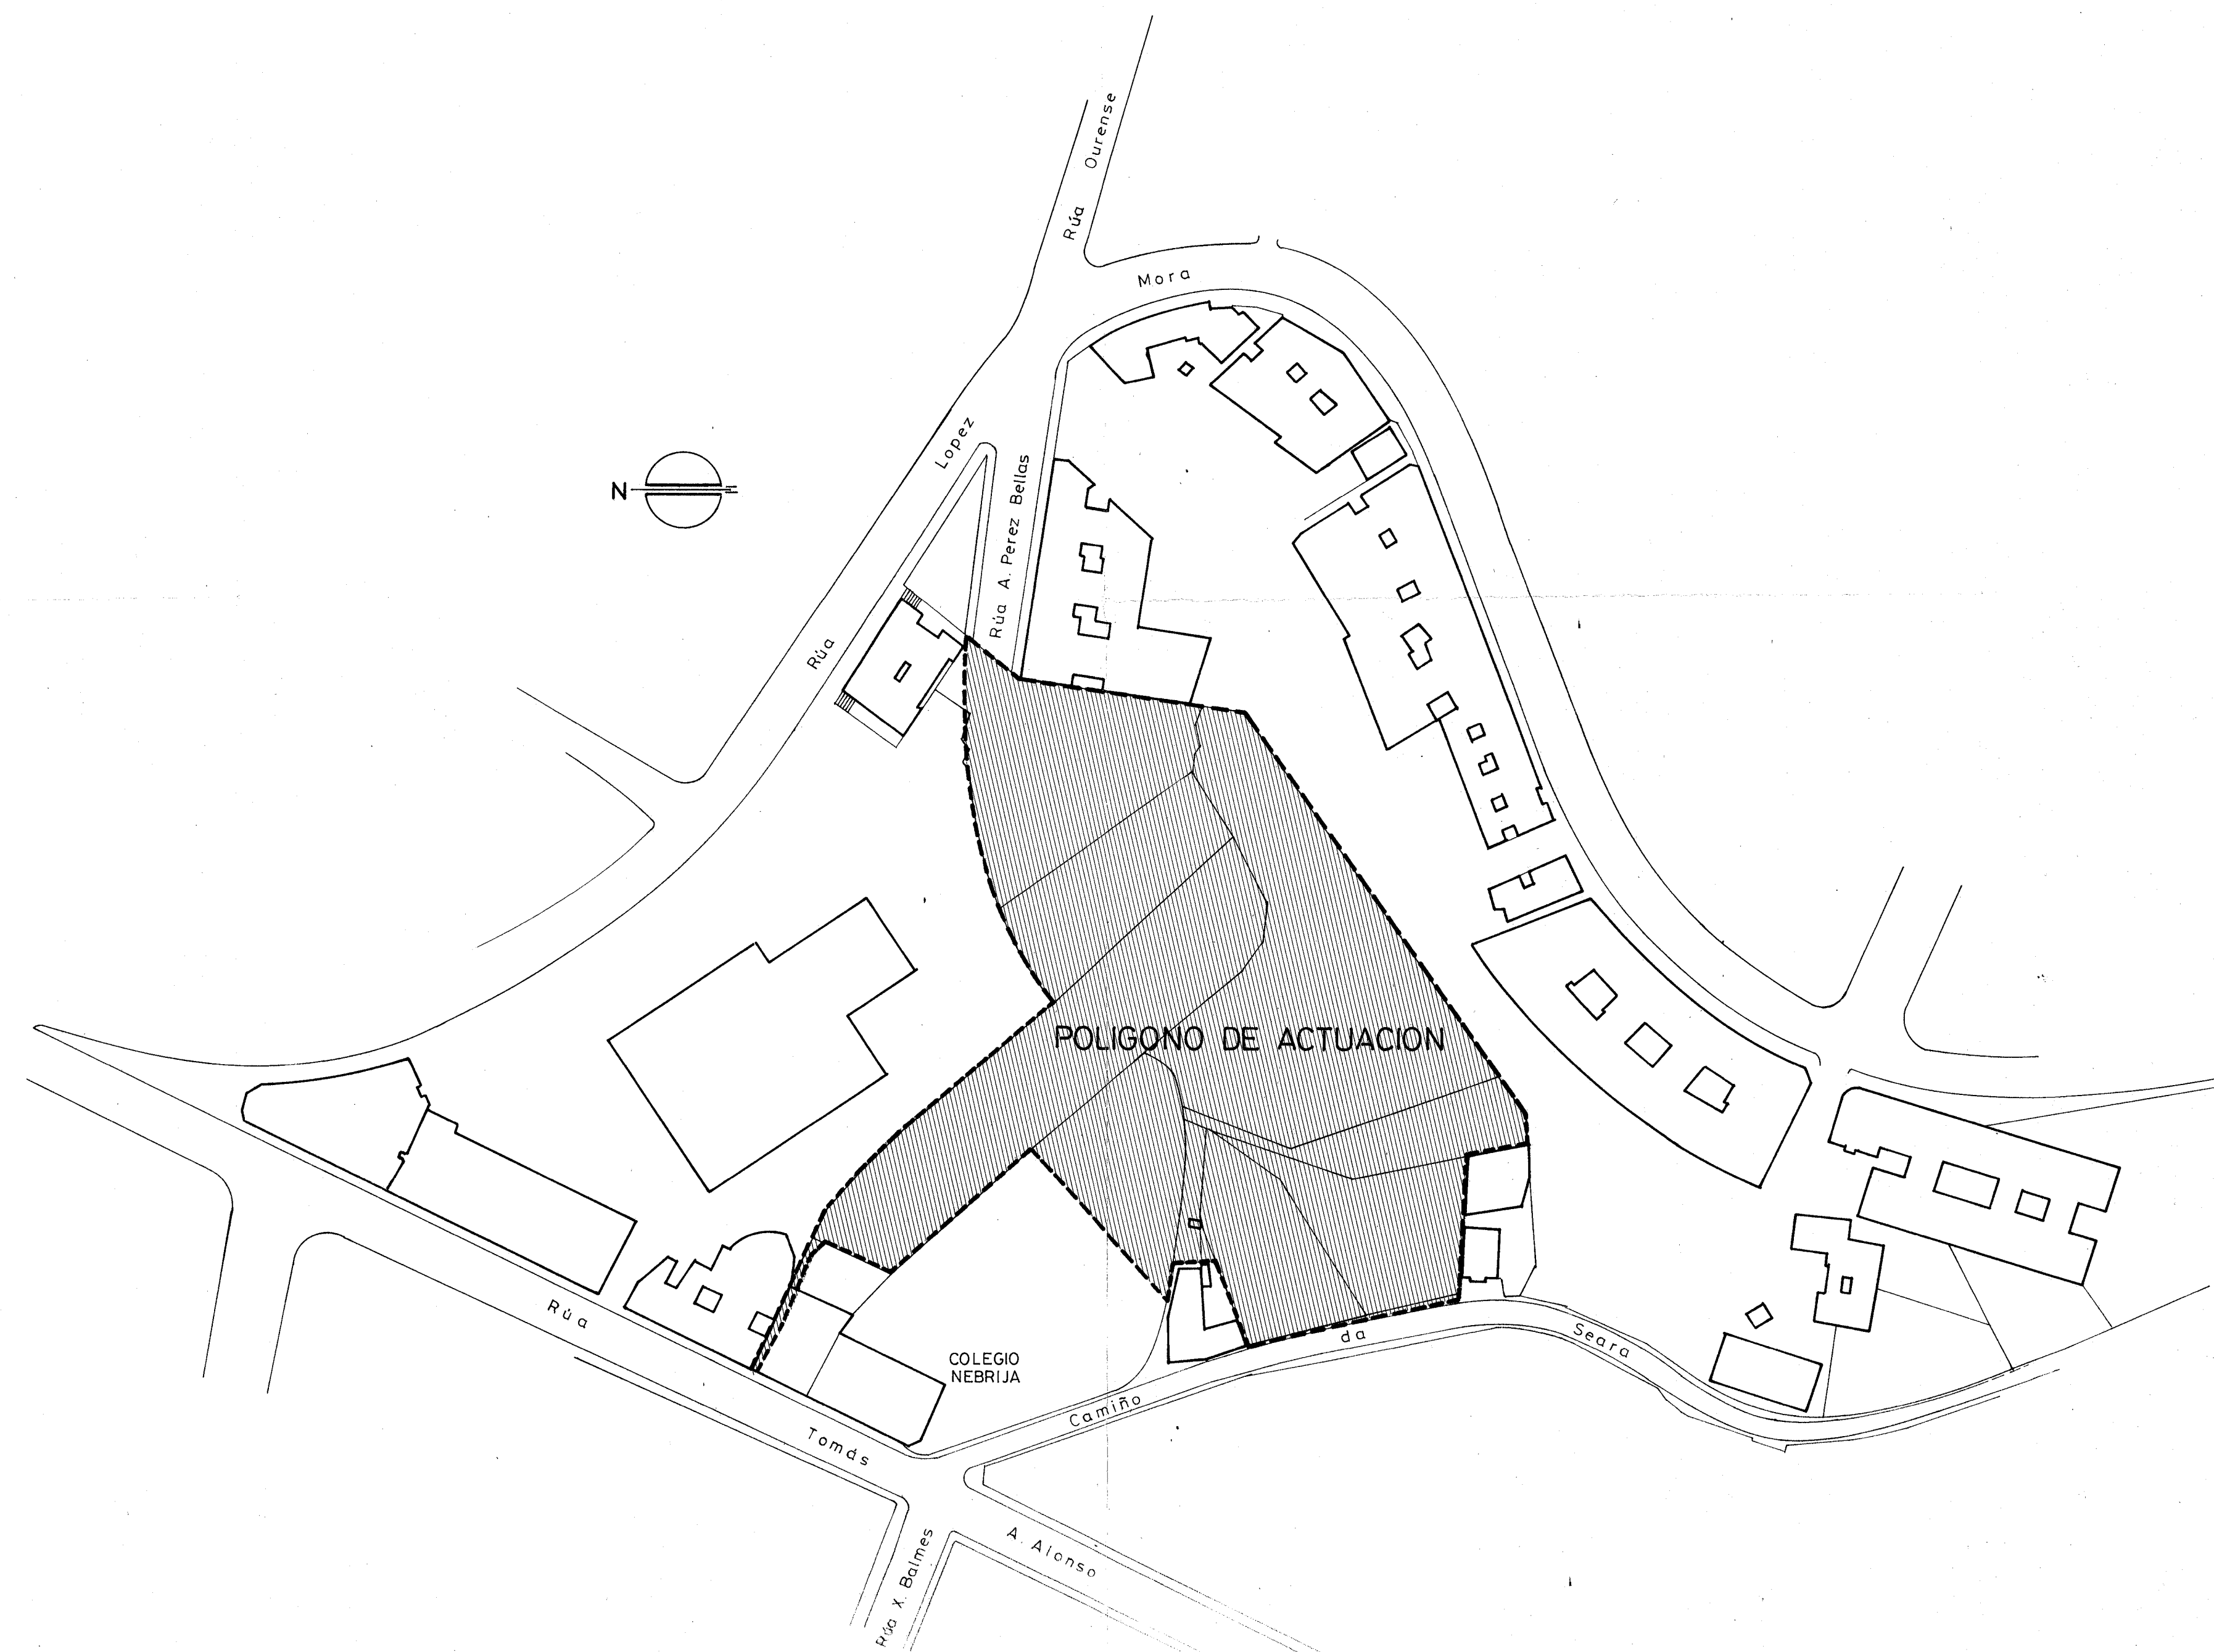 Rúa Ourense
Mora
Rúa Lopez
Rúa A. Perez Bellas
N
POLIGONO DE ACTUACION
COLEGIO
NEBRIJA
Rúa Tomás A. Alonso
Camiño da Seara
Rúa X. Balmes